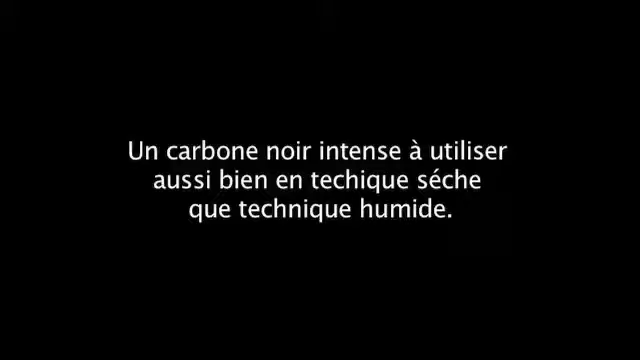 Un carbone noir intense à utiliser
aussi bien en techique séche
que technique humide.